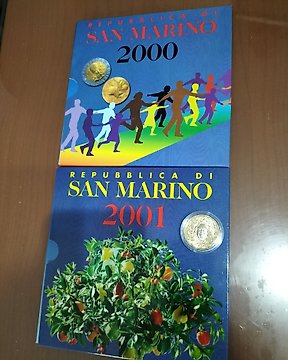 REPUBBLICA DI
SAN MARINO
2000
REPUBBLICA DI
SAN MARINO
2001